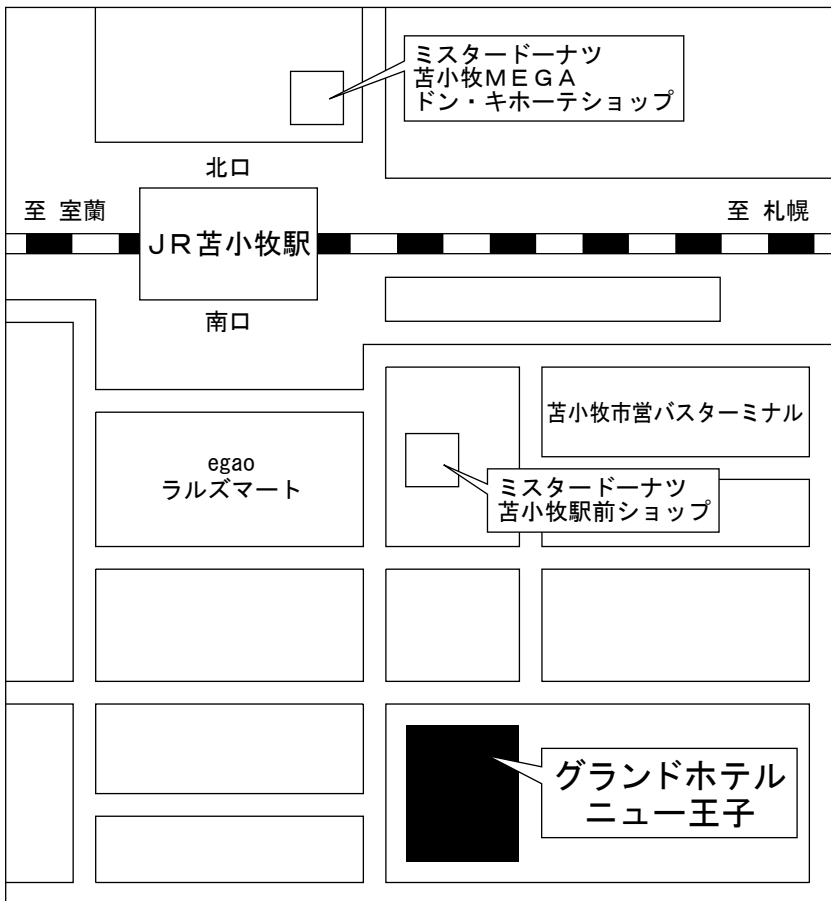 ミスタードーナツ
苫小牧ＭＥＧＡ
ドン・キホーテショップ
北口
至 室蘭
至 札幌
ＪＲ苫小牧駅
南口
苫小牧市営バスターミナル
egao
ラルズマート
ミスタードーナツ
苫小牧駅前ショップ
グランドホテル
ニュー王子